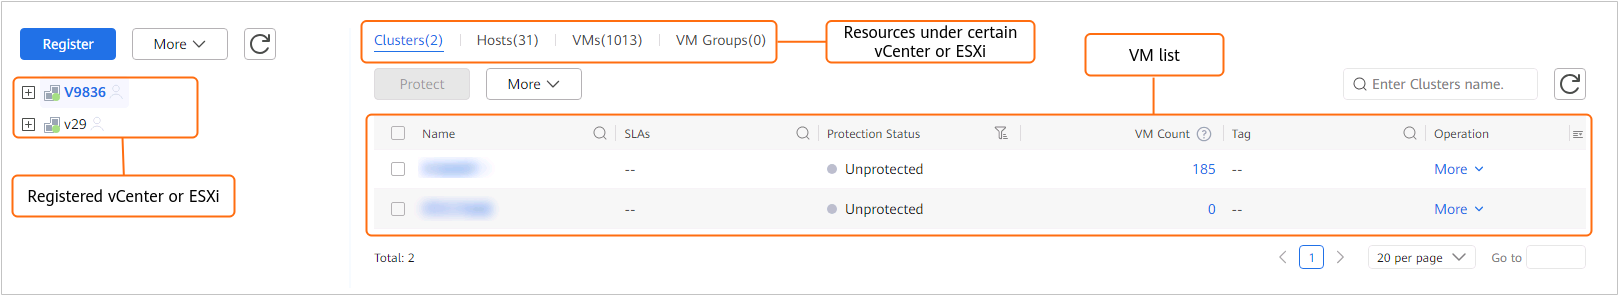 Register
More
V9836
v29
Registered vCenter or ESXi
Clusters(2)
Hosts(31)
VMs(1013)
VM Groups(0)
Resources under certain
vCenter or ESXi
VM list
Protect
More
Enter Clusters name.
Name
SLAs
Protection Status
VM Count
Tag
Operation
--
Unprotected
185
--
More
--
Unprotected
0
--
More
Total: 2
1
20 per page
Go to